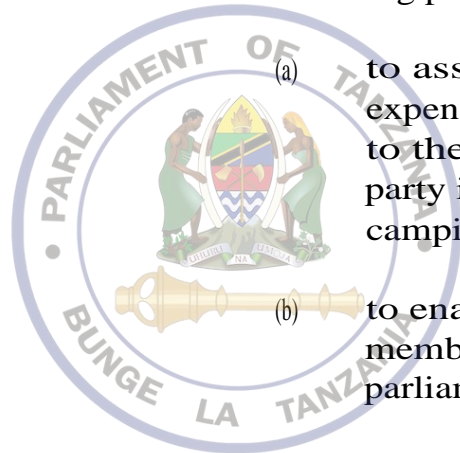 PARLIAMENT OF TANZANIA
(a) to ass
expen
to the
party i
UHURU NA UMOJA
campi
(b) to ena
memb
parlian
BUNGE LA TANZANIA